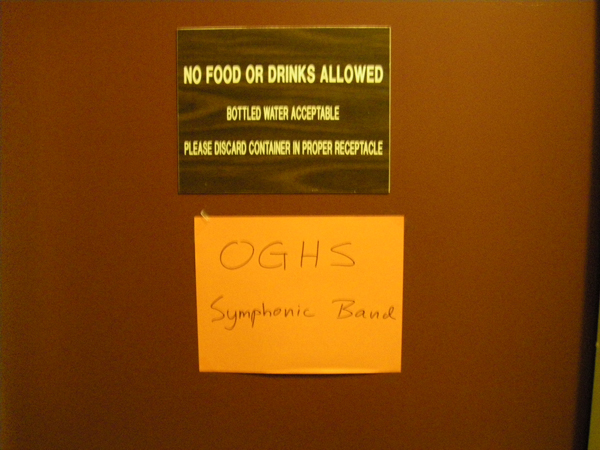 NO FOOD OR DRINKS ALLOWED
BOTTLED WATER ACCEPTABLE
PLEASE DISCARD CONTAINER IN PROPER RECEPTACLE
OGHS
Symphonic Band